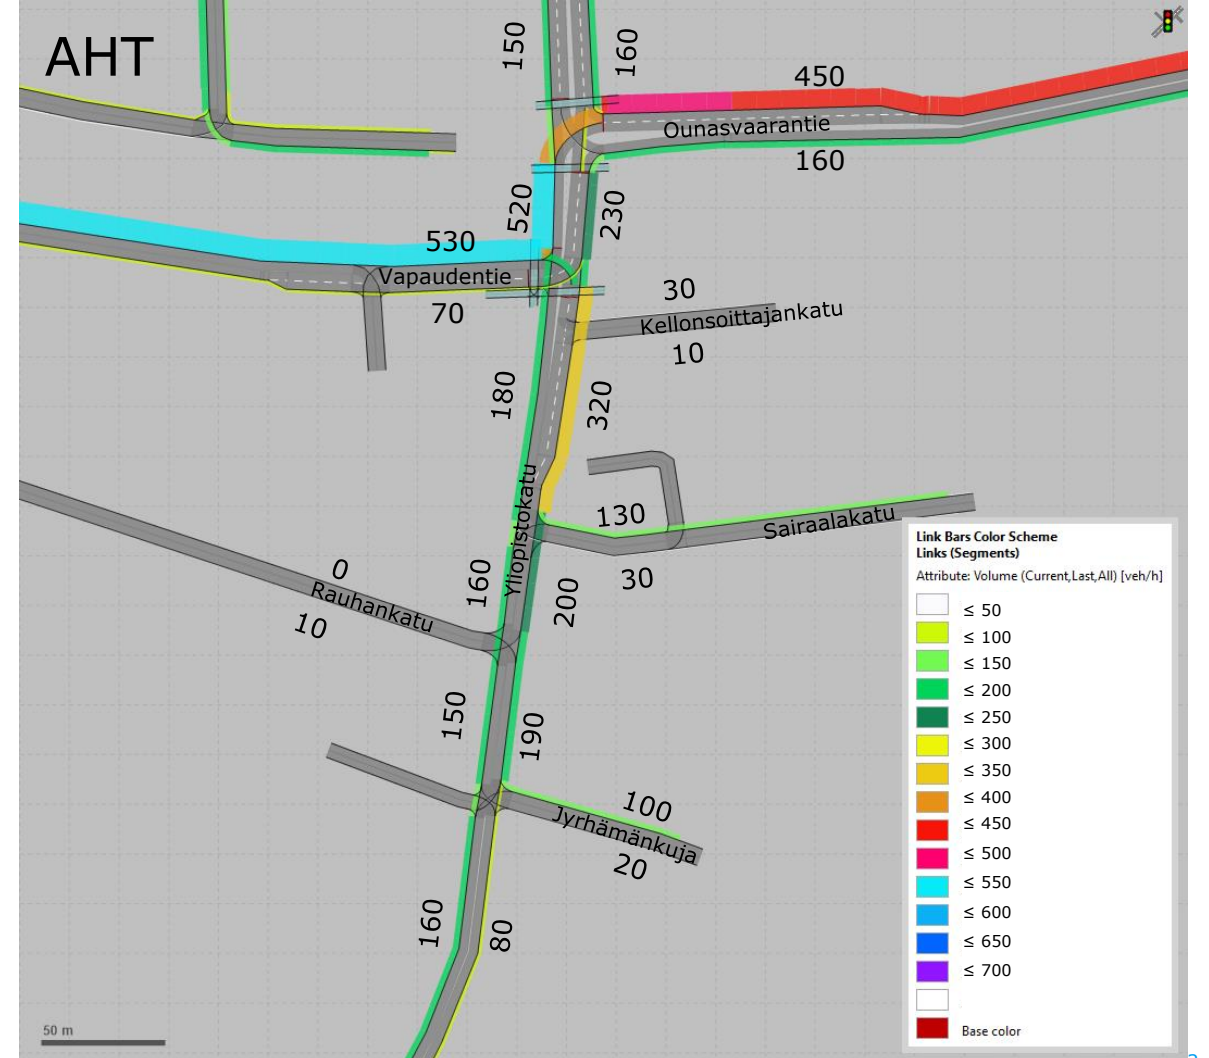 AHT
150
160
450
Ounasvaarantie
160
520
230
530
Vapaudentie
70
30
Kellonsoittajankatu
10
180
320
Yliopistokatu
130
Sairaalakatu
30
0
Rauhankatu
10
160
200
150
190
100
Jyrhämänkuja
20
160
80
Link Bars Color Scheme
Links (Segments)
Attribute: Volume (Current,Last,All) [veh/h]
≤ 50
≤ 100
≤ 150
≤ 200
≤ 250
≤ 300
≤ 350
≤ 400
≤ 450
≤ 500
≤ 550
≤ 600
≤ 650
≤ 700
Base color
50 m